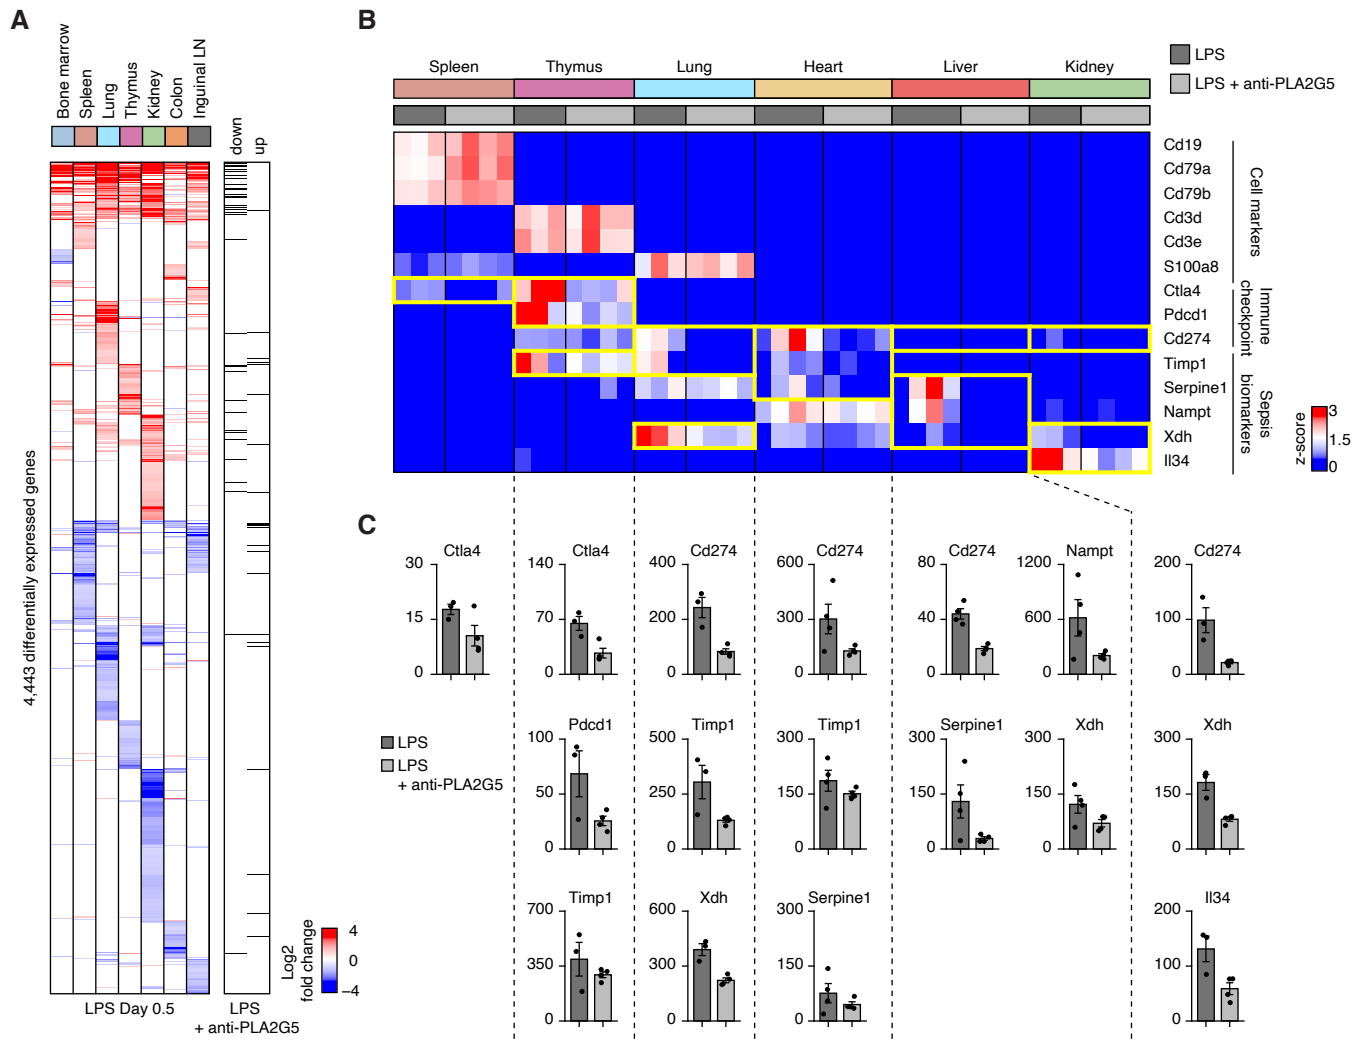 A
Bone marrow
Spleen
Lung
Thymus
Kidney
Colon
Inguinal LN
down
up
4,443 differentially expressed genes
LPS Day 0.5
LPS
+ anti-PLA2G5
Log2
fold change
4
0
−4
B
Spleen
Thymus
Lung
Heart
Liver
Kidney
LPS
LPS + anti-PLA2G5
Cd19
Cd79a
Cd79b
Cd3d
Cd3e
S100a8
Ctla4
Pdcd1
Cd274
Timp1
Serpine1
Nampt
Xdh
Il34
Cell markers
Immune
checkpoint
Sepsis
biomarkers
z-score
3
1.5
0
C
LPS
LPS
+ anti-PLA2G5
Ctla4
30
15
0
Ctla4
140
70
0
Cd274
400
200
0
Cd274
600
300
0
Cd274
80
40
0
Nampt
1200
600
0
Cd274
200
100
0
Pdcd1
100
50
0
Timp1
500
250
0
Timp1
300
150
0
Serpine1
300
150
0
Xdh
300
150
0
Xdh
300
150
0
Timp1
700
350
0
Xdh
600
300
0
Serpine1
300
150
0
Il34
200
100
0